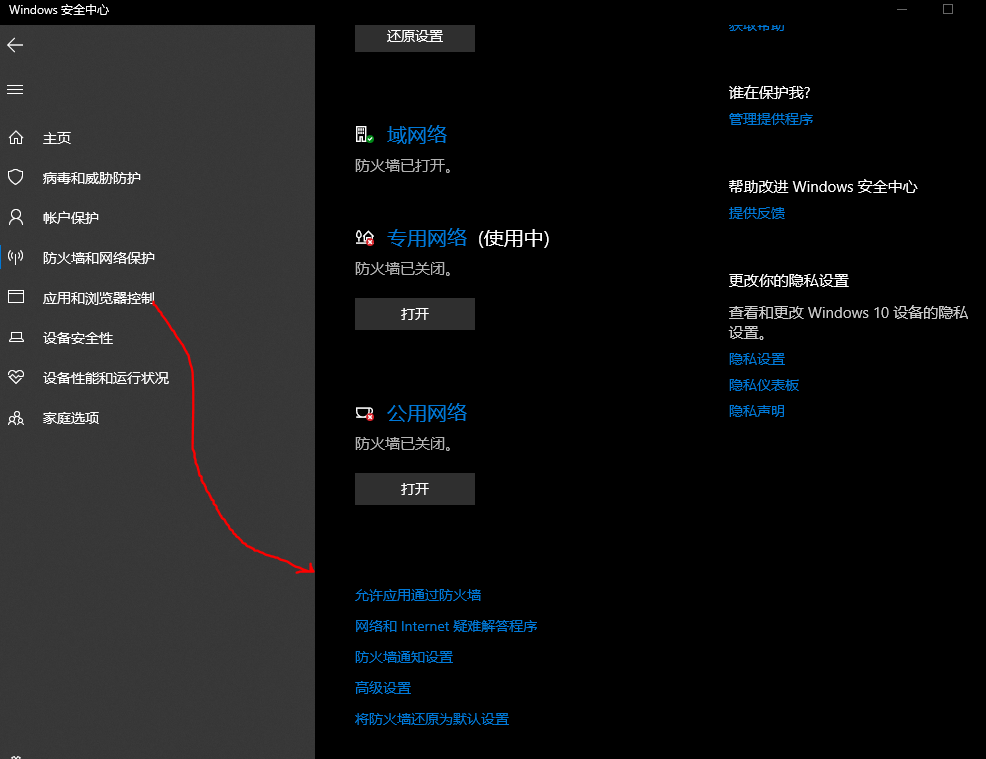 Windows 安全中心
主页
病毒和威胁防护
帐户保护
防火墙和网络保护
应用和浏览器控制
设备安全性
设备性能和运行状况
家庭选项
还原设置
域网络
防火墙已打开。
专用网络 (使用中)
防火墙已关闭。
打开
公用网络
防火墙已关闭。
打开
允许应用通过防火墙
网络和 Internet 疑难解答程序
防火墙通知设置
高级设置
将防火墙还原为默认设置
获取帮助
谁在保护我?
管理提供程序
帮助改进 Windows 安全中心
提供反馈
更改你的隐私设置
查看和更改 Windows 10 设备的隐私
设置。
隐私设置
隐私仪表板
隐私声明